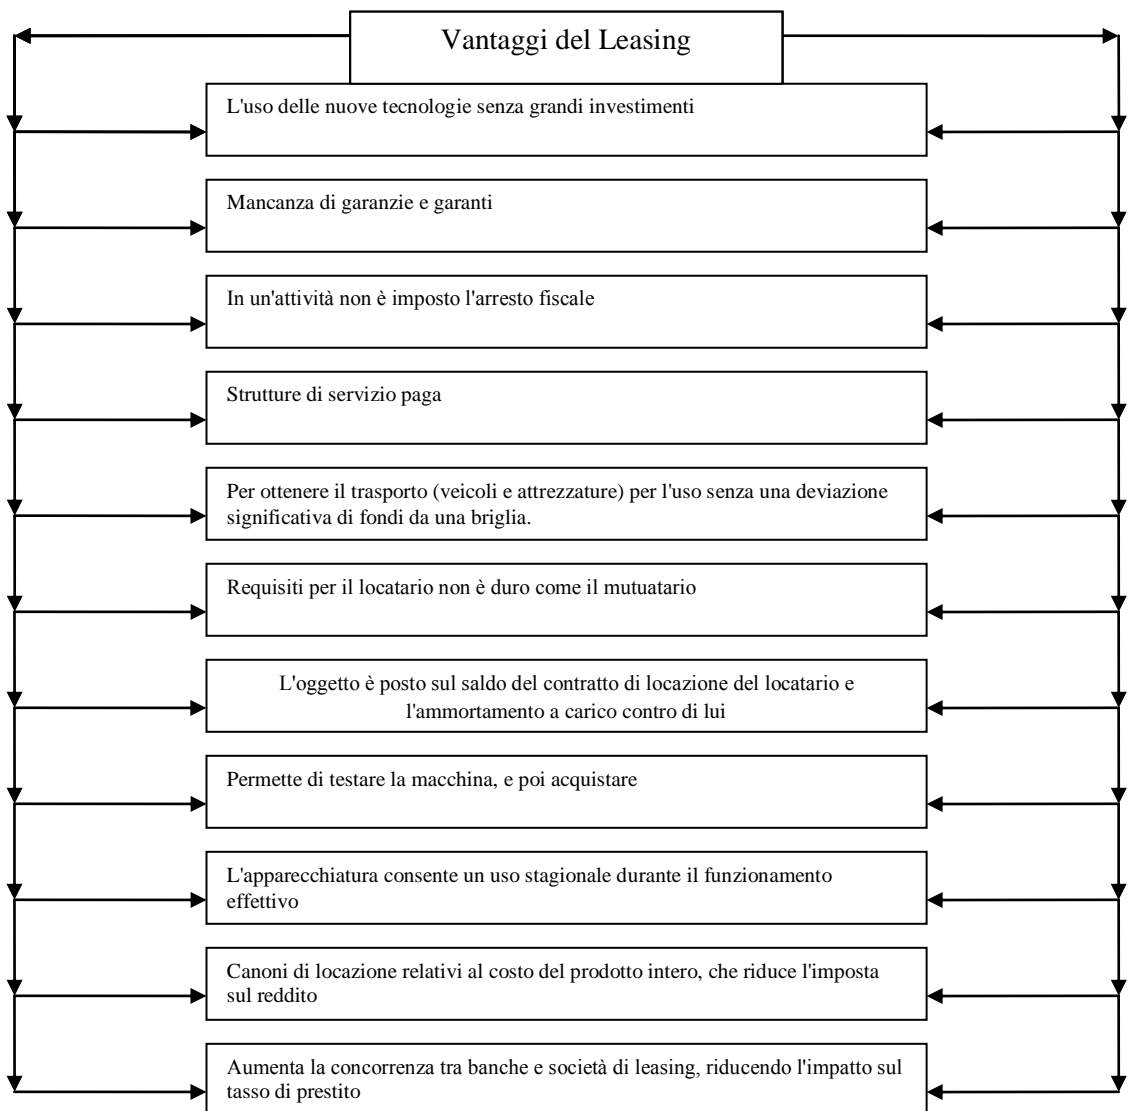 Vantaggi del Leasing
L'uso delle nuove tecnologie senza grandi investimenti
Mancanza di garanzie e garanti
In un'attività non è imposto l'arresto fiscale
Strutture di servizio paga
Per ottenere il trasporto (veicoli e attrezzature) per l'uso senza una deviazione
significativa di fondi da una briglia.
Requisiti per il locatario non è duro come il mutuatario
L'oggetto è posto sul saldo del contratto di locazione del locatario e
l'ammortamento a carico contro di lui
Permette di testare la macchina, e poi acquistare
L'apparecchiatura consente un uso stagionale durante il funzionamento
effettivo
Canoni di locazione relativi al costo del prodotto intero, che riduce l'imposta
sul reddito
Aumenta la concorrenza tra banche e società di leasing, riducendo l'impatto sul
tasso di prestito